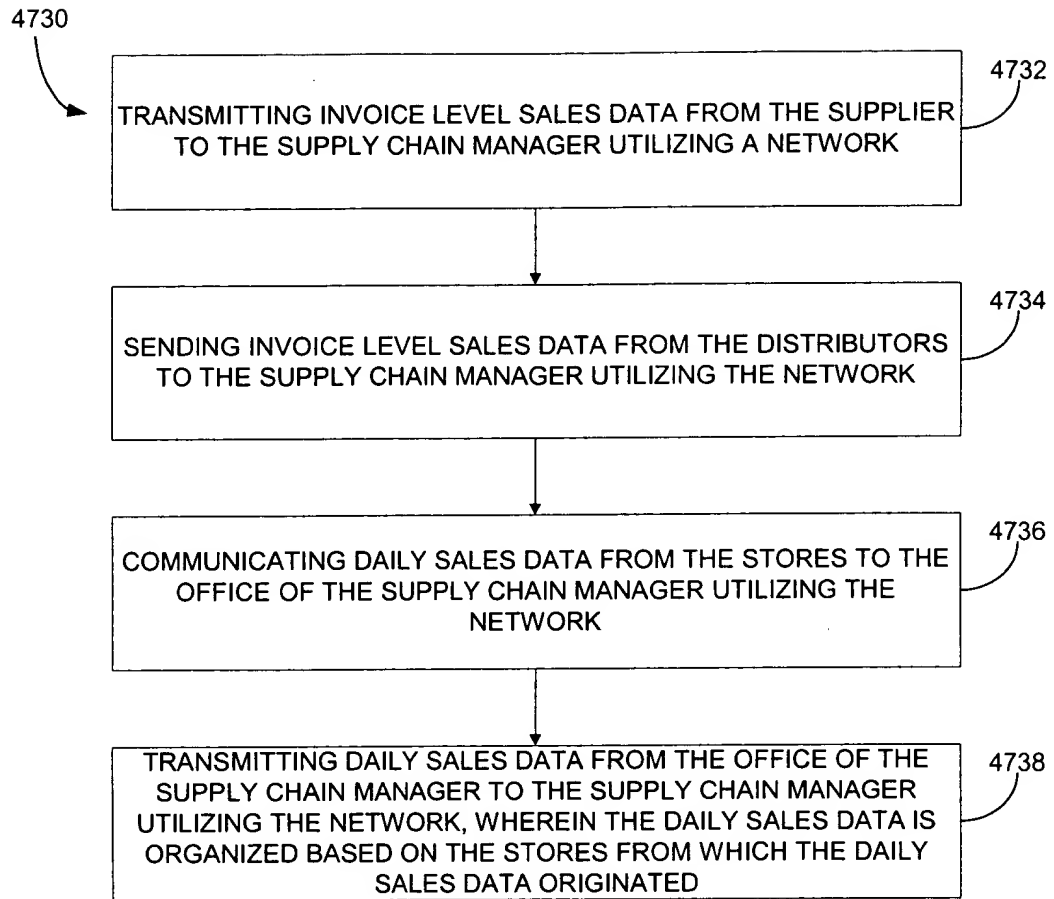 4730
4732
TRANSMITTING INVOICE LEVEL SALES DATA FROM THE SUPPLIER
TO THE SUPPLY CHAIN MANAGER UTILIZING A NETWORK
4734
SENDING INVOICE LEVEL SALES DATA FROM THE DISTRIBUTORS
TO THE SUPPLY CHAIN MANAGER UTILIZING THE NETWORK
4736
COMMUNICATING DAILY SALES DATA FROM THE STORES TO THE
OFFICE OF THE SUPPLY CHAIN MANAGER UTILIZING THE
NETWORK
4738
TRANSMITTING DAILY SALES DATA FROM THE OFFICE OF THE
SUPPLY CHAIN MANAGER TO THE SUPPLY CHAIN MANAGER
UTILIZING THE NETWORK, WHEREIN THE DAILY SALES DATA IS
ORGANIZED BASED ON THE STORES FROM WHICH THE DAILY
SALES DATA ORIGINATED